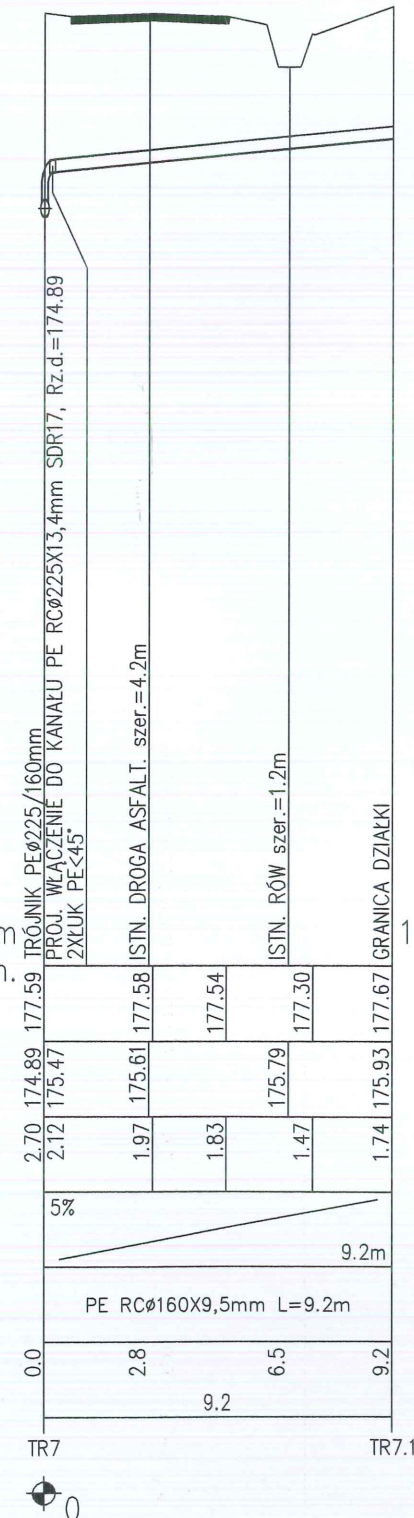 TRÓJNIK PEø225/160mm
PROJ. WŁĄCZENIE DO KANAŁU PE RCø225X13,4mm SDR17, Rz.d.=174.89
2XŁUK PE<45°
ISTN. DROGA ASFALT. szer.=4.2m
ISTN. RÓW szer.=1.2m
GRANICA DZIAŁKI
177.59 177.58 177.54 177.30 177.67
174.89
175.47 175.61 175.79 175.93
2.70
2.12 1.97 1.83 1.47 1.74
5%
9.2m
PE RCø160X9,5mm L=9.2m
0.0 2.8 6.5 9.2
9.2
TR7 TR7.1
0
1